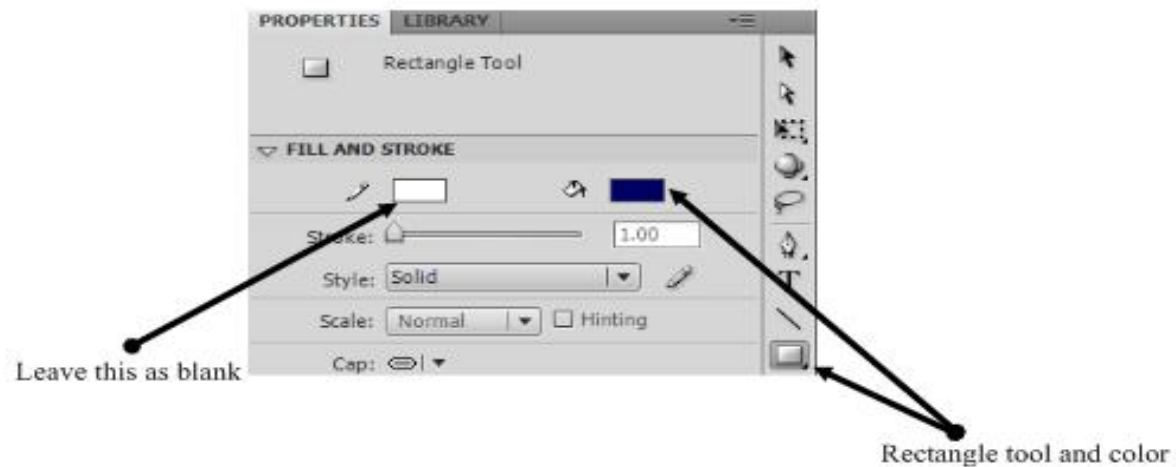 PROPERTIES LIBRARY
Rectangle Tool
FILL AND STROKE
Stroke: 1.00
Style: Solid
Scale: Normal Hinting
Cap:
Leave this as blank
Rectangle tool and color